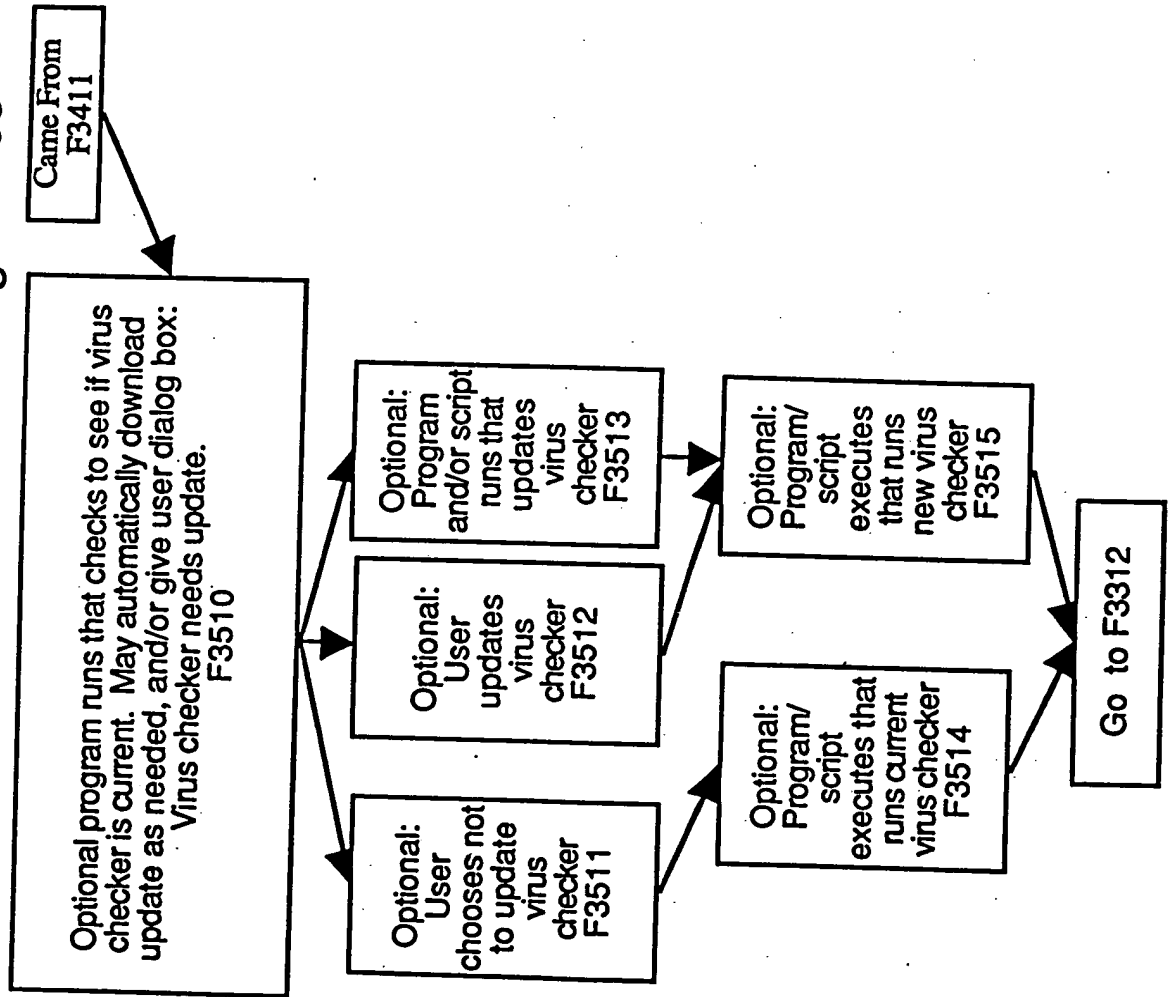 Came From
F3411
Optional program runs that checks to see if virus
checker is current. May automatically download
update as needed, and/or give user dialog box:
Virus checker needs update.
F3510
Optional:
User
chooses not
to update
virus
checker
F3511
Optional:
User
updates
virus
checker
F3512
Optional:
Program
and/or script
runs that
updates
virus
checker
F3513
Optional:
Program/
script
executes that
runs current
virus checker
F3514
Optional:
Program/
script
executes
that runs
new virus
checker
F3515
Go to F3312